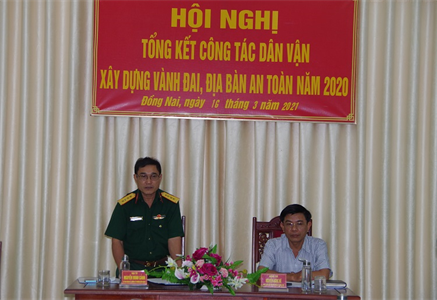 HỘI NGHỊ
TỔNG KẾT CÔNG TÁC DÂN VẬN
XÂY DỰNG VÀNH ĐAI, ĐỊA BÀN AN TOÀN NĂM 2020
Đồng Nai, ngày 16 tháng 3 năm 2021